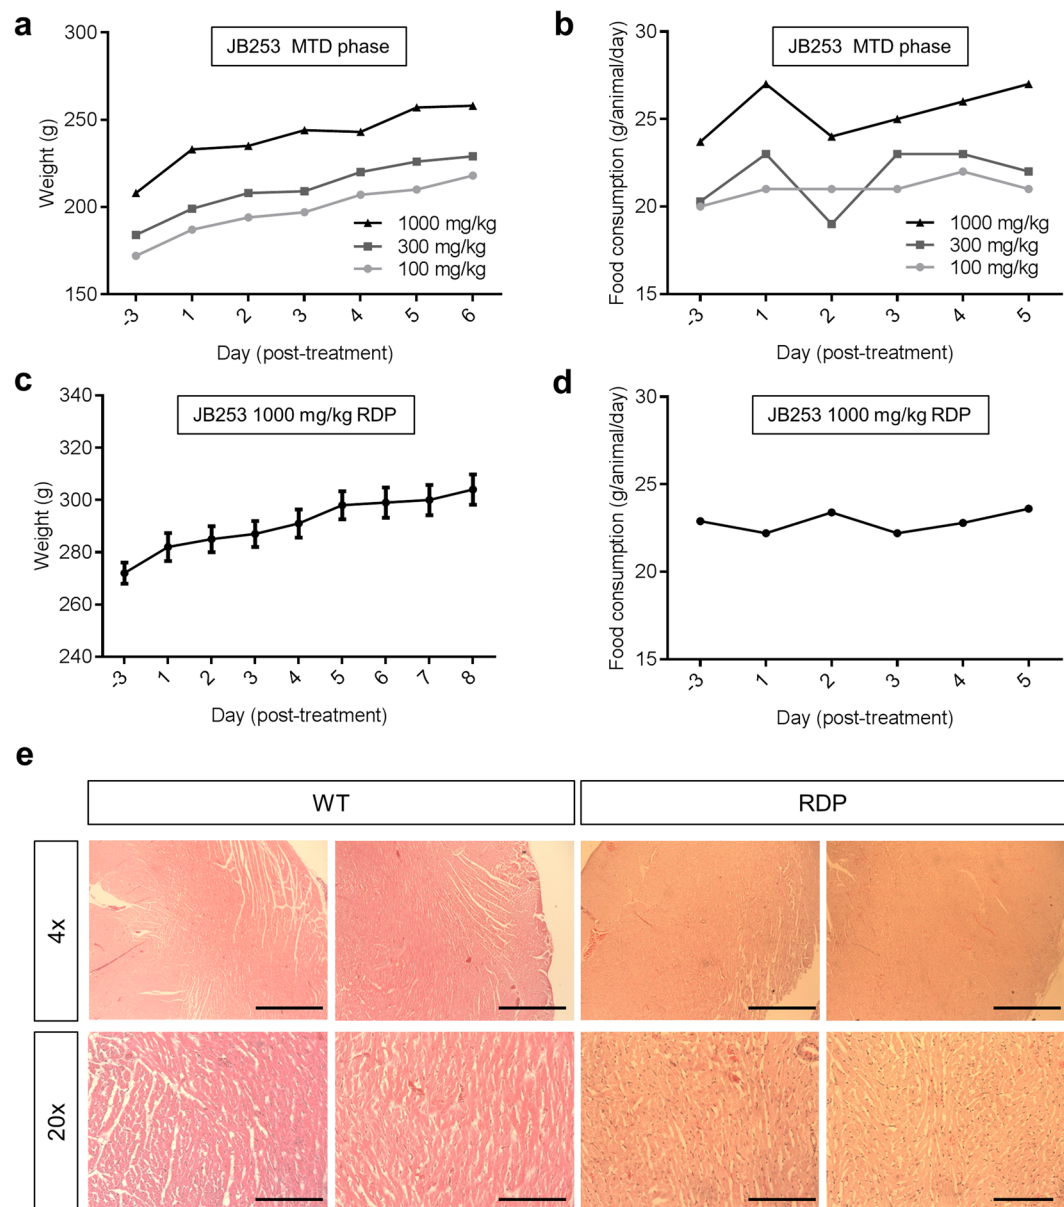 a
JB253 MTD phase
Weight (g)
300
250
200
150
1000 mg/kg
300 mg/kg
100 mg/kg
-3
1
2
3
4
5
6
Day (post-treatment)
b
JB253 MTD phase
Food consumption (g/animal/day)
30
25
20
15
1000 mg/kg
300 mg/kg
100 mg/kg
-3
1
2
3
4
5
Day (post-treatment)
c
JB253 1000 mg/kg RDP
Weight (g)
340
320
300
280
260
240
-3
1
2
3
4
5
6
7
8
Day (post-treatment)
d
JB253 1000 mg/kg RDP
Food consumption (g/animal/day)
30
25
20
15
-3
1
2
3
4
5
Day (post-treatment)
e
WT
RDP
4x
20x